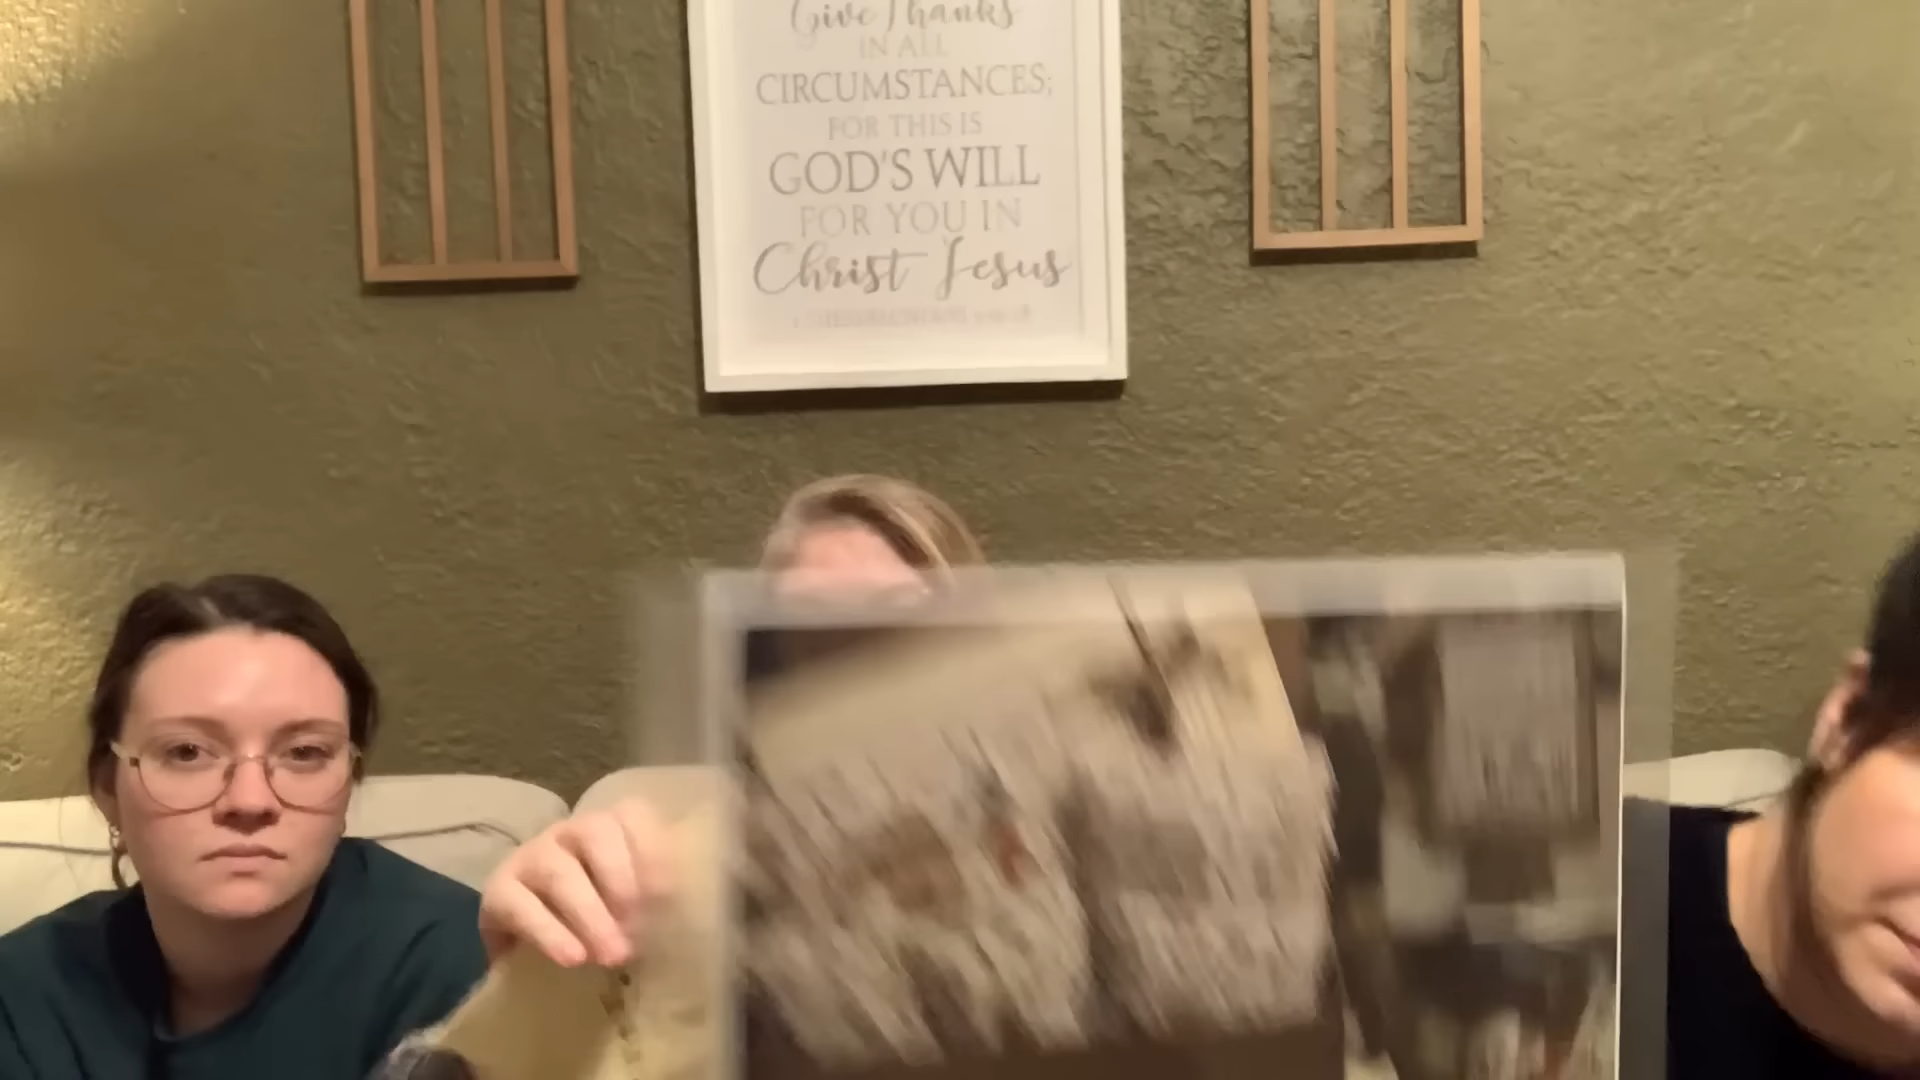 Give Thanks
IN ALL
CIRCUMSTANCES;
FOR THIS IS
GOD'S WILL
FOR YOU IN
Christ Jesus